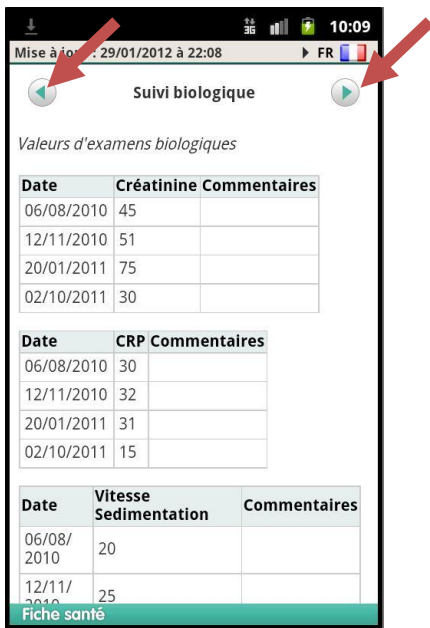 3G 10:09
Mise à jour : 29/01/2012 à 22:08 FR
Suivi biologique
Valeurs d'examens biologiques
Date Créatinine Commentaires
06/08/2010 45
12/11/2010 51
20/01/2011 75
02/10/2011 30
Date CRP Commentaires
06/08/2010 30
12/11/2010 32
20/01/2011 31
02/10/2011 15
Date Vitesse Sedimentation Commentaires
06/08/
2010 20
12/11/
2010 25
Fiche santé